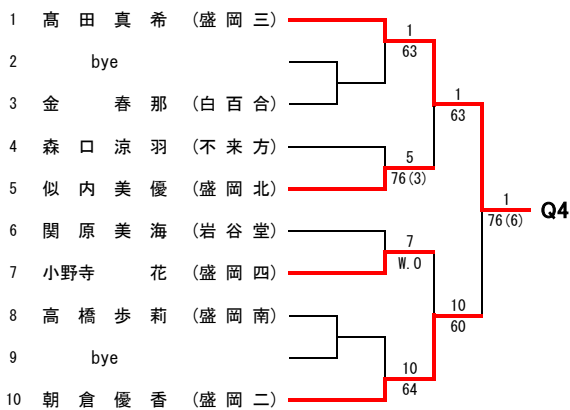 1 髙田真希 (盛岡三)
1
63
2 bye
1
63
3 金 春那 (白百合)
4 森口涼羽 (不来方)
5
76(3)
5 似内美優 (盛岡北)
1
76(6)
Q4
6 関原美海 (岩谷堂)
7
W.O
7 小野寺 花 (盛岡四)
10
60
8 高橋歩莉 (盛岡南)
9 bye
10
64
10 朝倉優香 (盛岡二)